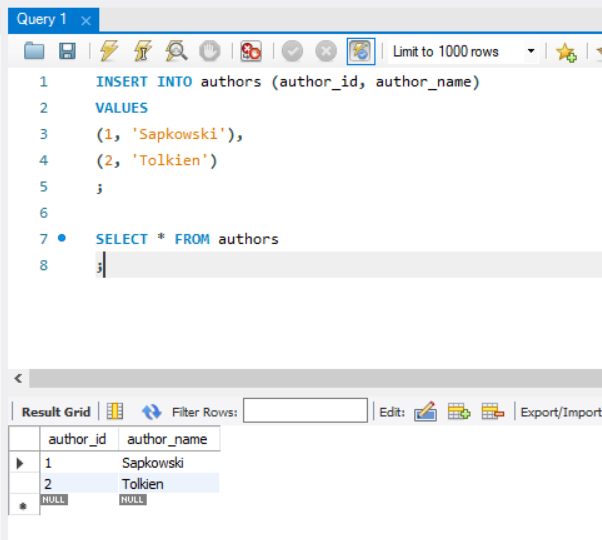 Query 1
Limit to 1000 rows
1 INSERT INTO authors (author_id, author_name)
2 VALUES
3 (1, 'Sapkowski'),
4 (2, 'Tolkien')
5 ;
6
7 SELECT * FROM authors
8 ;
Result Grid Filter Rows: Edit: Export/Import
author_id author_name
1 Sapkowski
2 Tolkien
NULL NULL